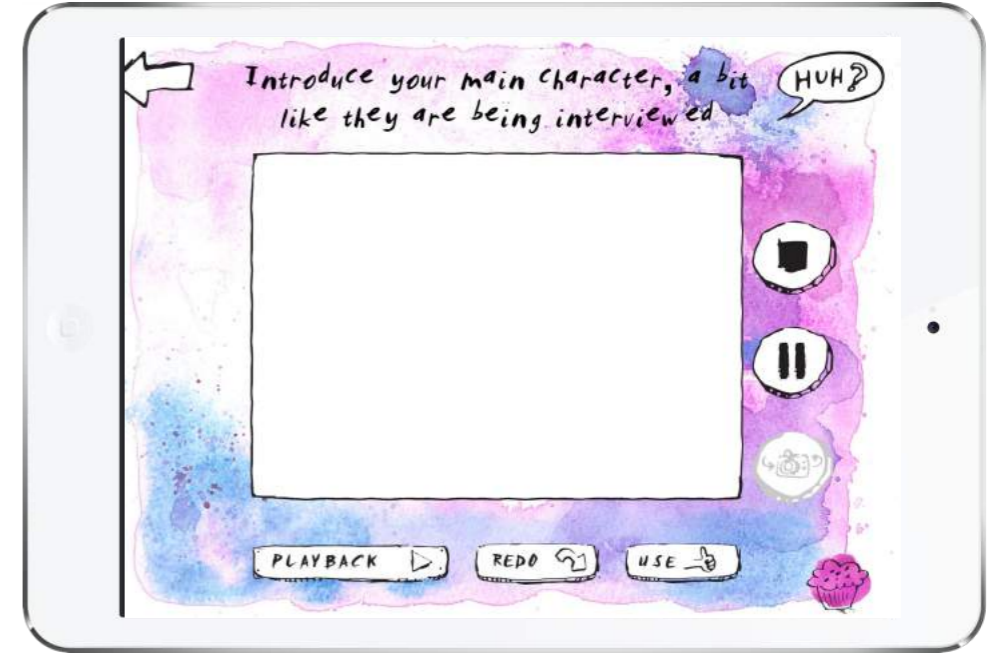 Introduce your main character, a bit
like they are being interviewed
HUH?
PLAYBACK
REDO
USE